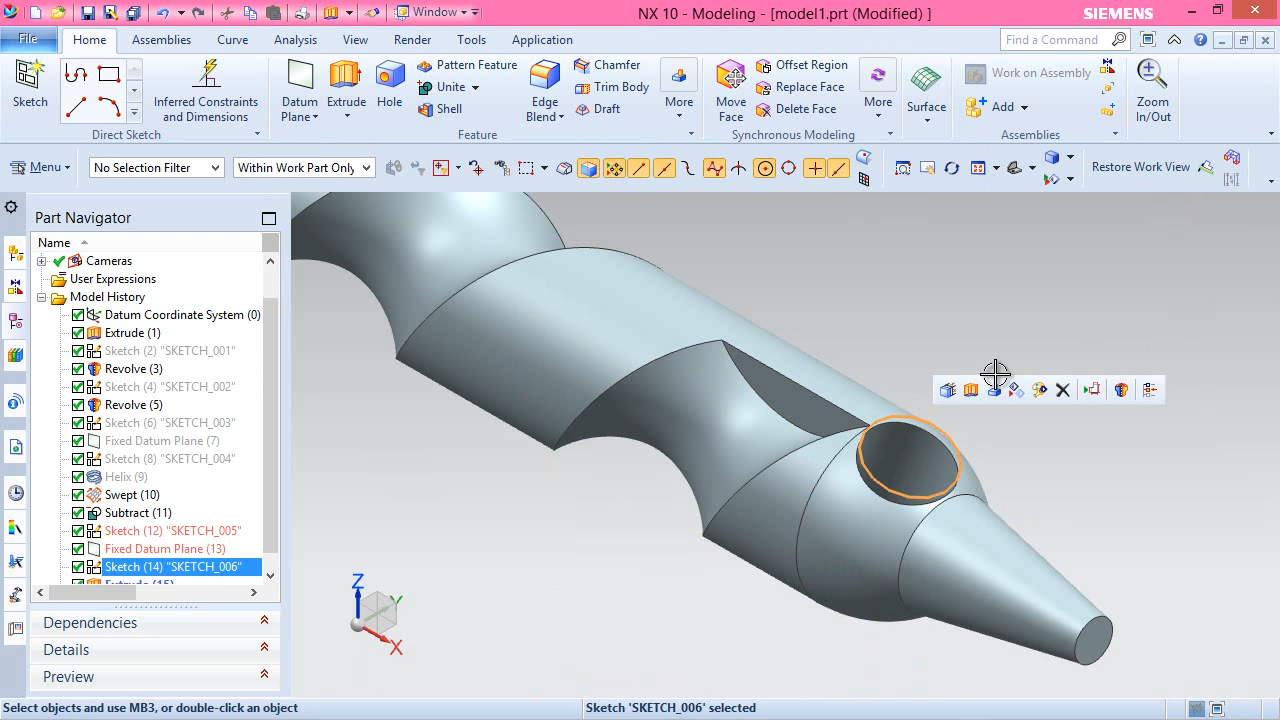 Window
NX 10 - Modeling - [model1.prt (Modified) ]
SIEMENS
File
Home
Assemblies
Curve
Analysis
View
Render
Tools
Application
Find a Command
Sketch
Direct Sketch
Inferred Constraints
and Dimensions
Datum
Plane
Extrude
Hole
Pattern Feature
Unite
Shell
Edge
Blend
Chamfer
Trim Body
Draft
More
Feature
Move
Face
Offset Region
Replace Face
Delete Face
More
Synchronous Modeling
Surface
Work on Assembly
Add
Assemblies
Zoom
In/Out
Menu
No Selection Filter
Within Work Part Only
Restore Work View
Part Navigator
Name
Cameras
User Expressions
Model History
Datum Coordinate System (0)
Extrude (1)
Sketch (2) "SKETCH_001"
Revolve (3)
Sketch (4) "SKETCH_002"
Revolve (5)
Sketch (6) "SKETCH_003"
Fixed Datum Plane (7)
Sketch (8) "SKETCH_004"
Helix (9)
Swept (10)
Subtract (11)
Sketch (12) "SKETCH_005"
Fixed Datum Plane (13)
Sketch (14) "SKETCH_006"
Extrude (15)
Dependencies
Details
Preview
Z
Y
X
Select objects and use MB3, or double-click an object
Sketch 'SKETCH_006' selected